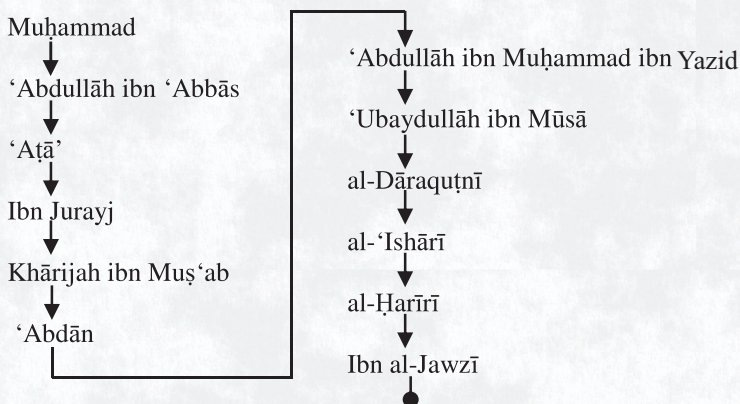 Muḥammad
‘Abdullāh ibn ‘Abbās
‘Aṭā’
Ibn Jurayj
Khārijah ibn Muṣ‘ab
‘Abdān
‘Abdullāh ibn Muḥammad ibn Yazid
‘Ubaydullāh ibn Mūsā
al-Dāraquṭnī
al-‘Ishārī
al-Ḥarīrī
Ibn al-Jawzī